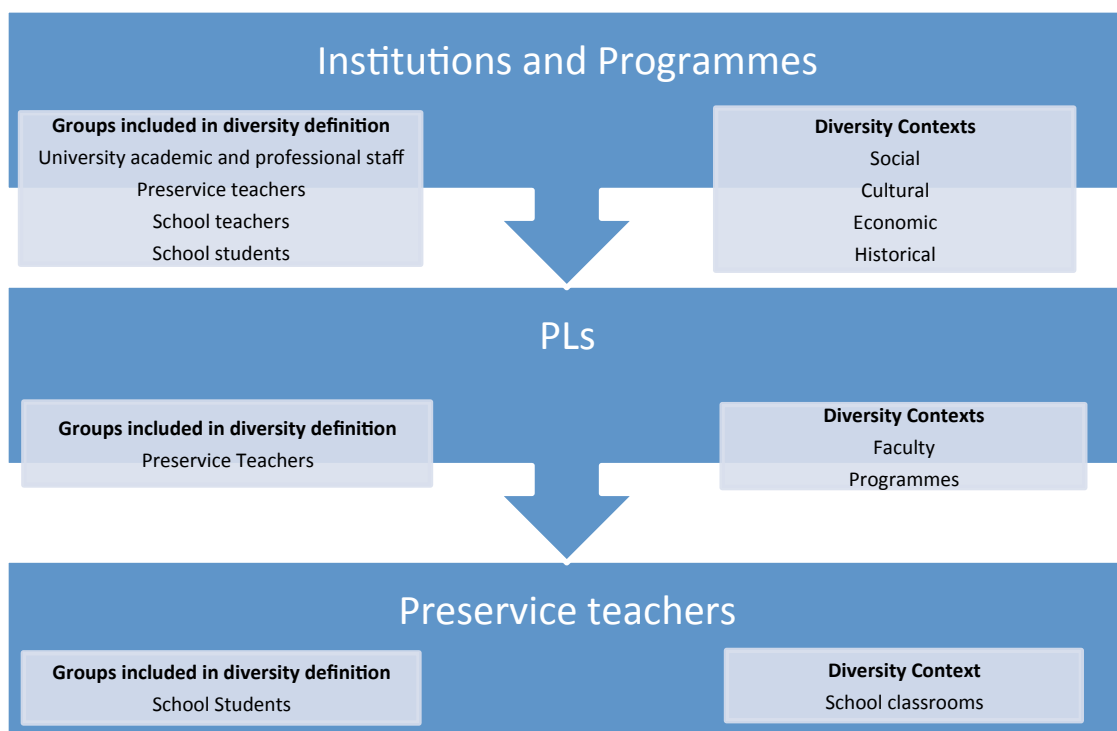 Institutions and Programmes
Groups included in diversity definition
University academic and professional staff
Preservice teachers
School teachers
School students
Diversity Contexts
Social
Cultural
Economic
Historical
PLs
Groups included in diversity definition
Preservice Teachers
Diversity Contexts
Faculty
Programmes
Preservice teachers
Groups included in diversity definition
School Students
Diversity Context
School classrooms